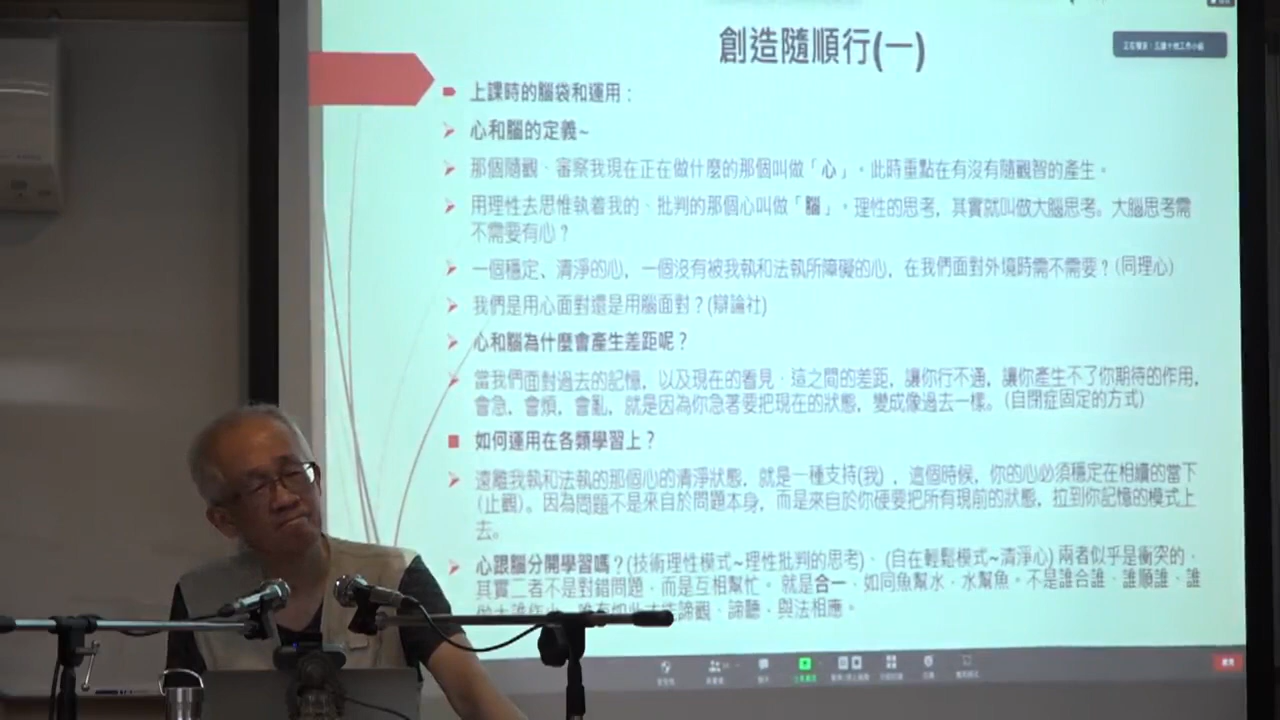 創造隨順行(一)
上課時的腦袋和運用：
心和腦的定義~
那個隨觀、審察我現在正在做什麼的那個叫做「心」。此時重點在有沒有隨觀智的產生。
用理性去思惟執着我的、批判的那個心叫做「腦」。理性的思考，其實就叫做大腦思考。大腦思考需
不需要有心？
一個穩定、清淨的心，一個沒有被我執和法執所障礙的心，在我們面對外境時需不需要？(同理心)
我們是用心面對還是用腦面對？(辯論社)
心和腦為什麼會產生差距呢？
當我們面對過去的記憶，以及現在的看見，這之間的差距，讓你行不通，讓你產生不了你期待的作用，
會急，會煩，會亂，就是因為你急著要把現在的狀態，變成像過去一樣。(自閉症固定的方式)
如何運用在各類學習上？
遠離我執和法執的那個心的清淨狀態，就是一種支持(我)，這個時候，你的心必須穩定在相續的當下
(止觀)。因為問題不是來自於問題本身，而是來自於你硬要把所有現前的狀態，拉到你記憶的模式上
去。
心跟腦分開學習嗎？(技術理性模式~理性批判的思考)、(自在輕鬆模式~清淨心) 兩者似乎是衝突的，
其實二者不是對錯問題，而是互相幫忙。就是合一，如同魚幫水，水幫魚。不是誰合誰、誰順誰、誰
諦觀、諦聽、與法相應。